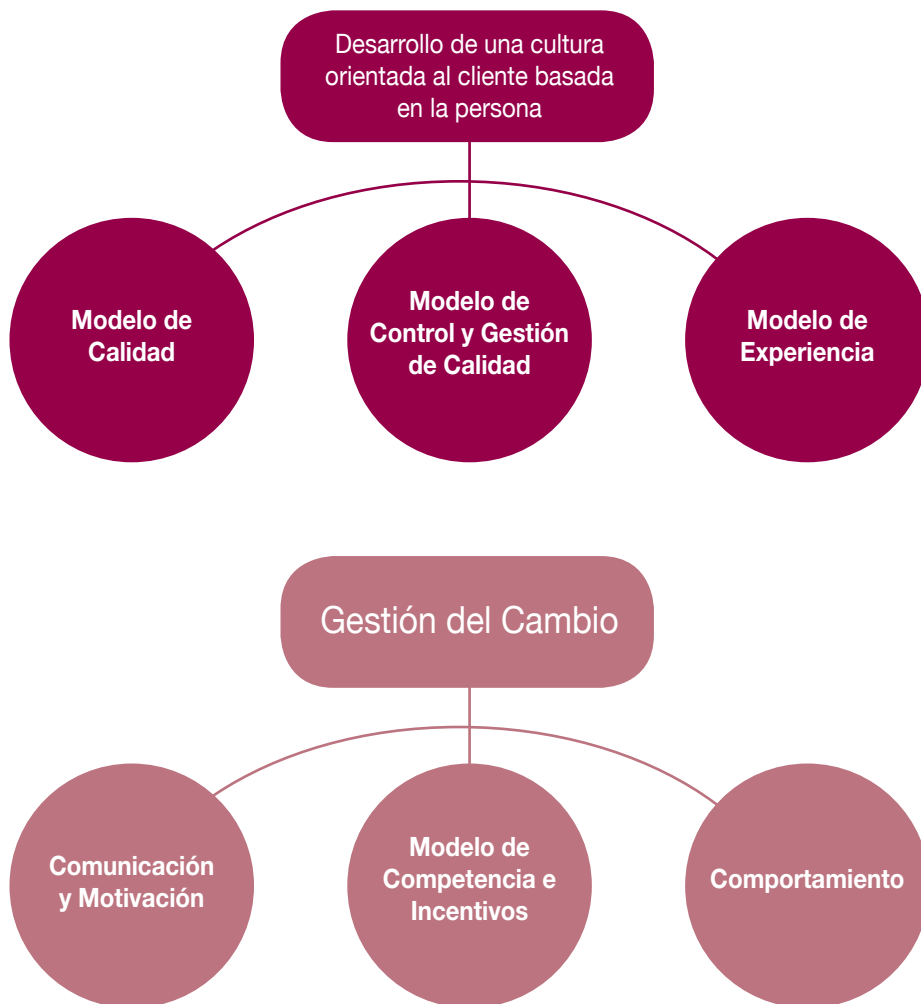 Desarrollo de una cultura
orientada al cliente basada
en la persona
Modelo de
Calidad
Modelo de
Control y Gestión
de Calidad
Modelo de
Experiencia
Gestión del Cambio
Comunicación
y Motivación
Modelo de
Competencia e
Incentivos
Comportamiento